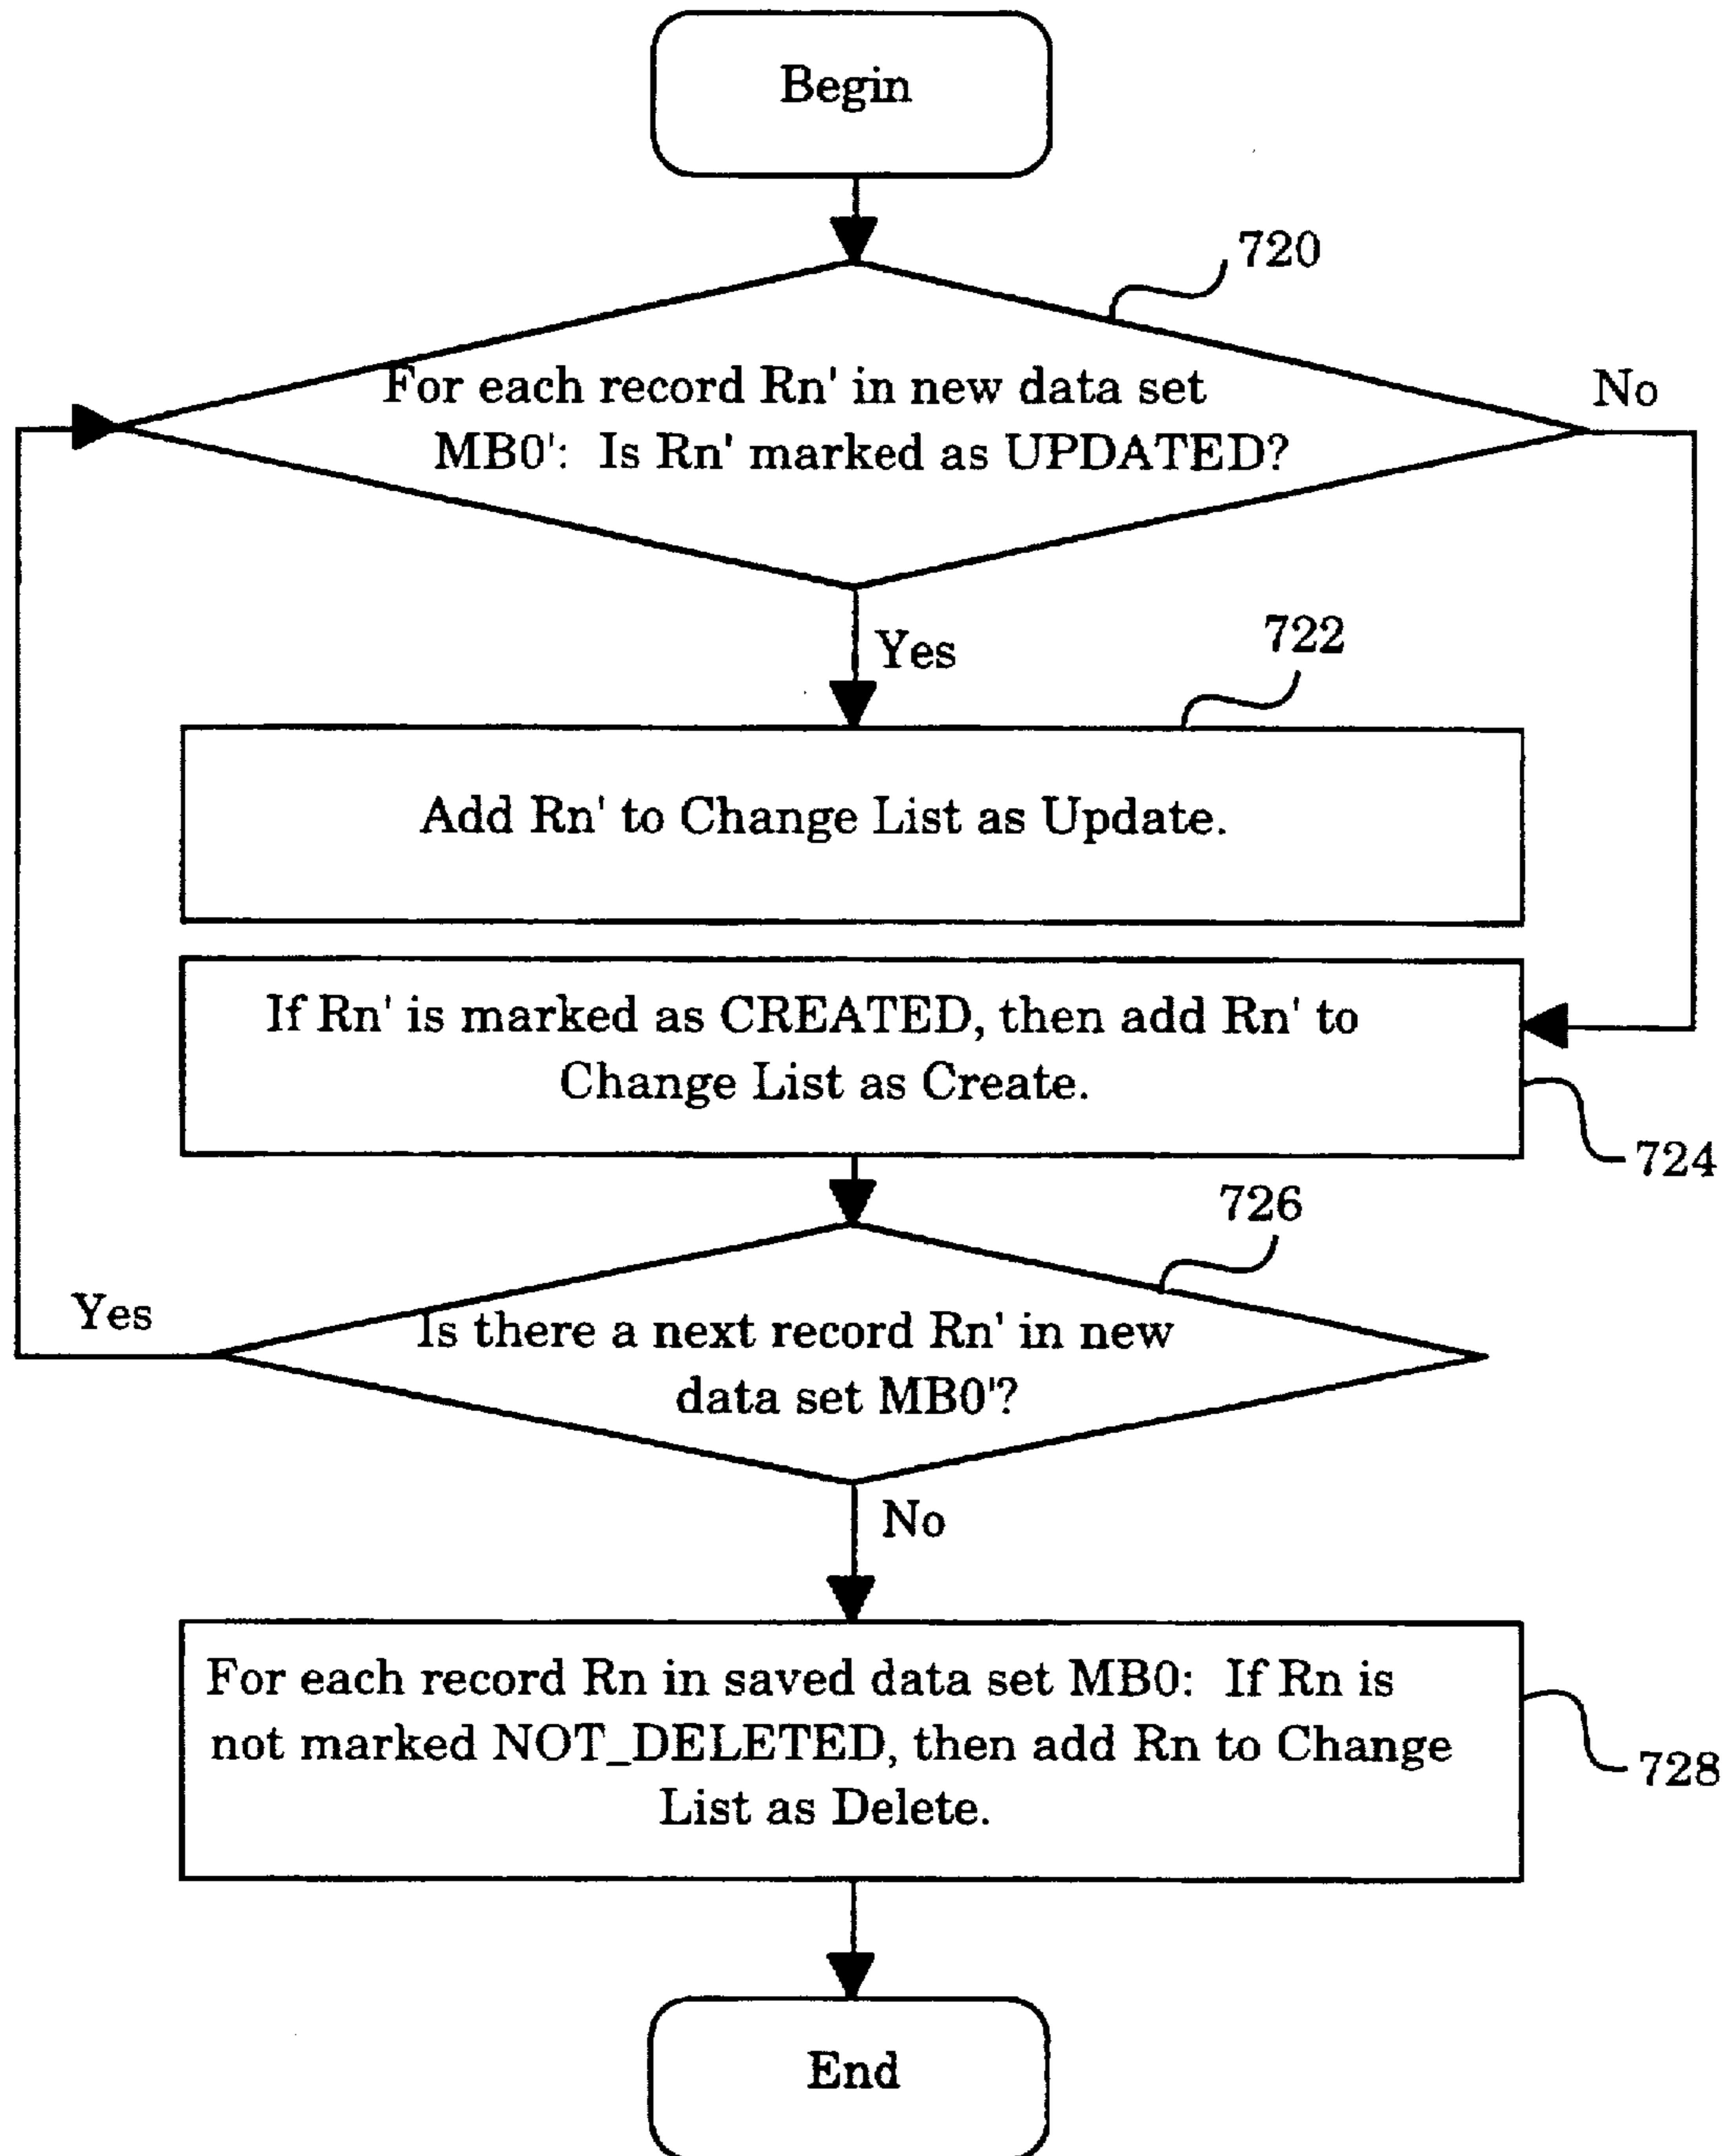 Begin
720
For each record Rn' in new data set
MB0': Is Rn' marked as UPDATED?
No
Yes
722
Add Rn' to Change List as Update.
If Rn' is marked as CREATED, then add Rn' to
Change List as Create.
724
726
Yes
Is there a next record Rn' in new
data set MB0'?
No
For each record Rn in saved data set MB0: If Rn is
not marked NOT_DELETED, then add Rn to Change
List as Delete.
728
End